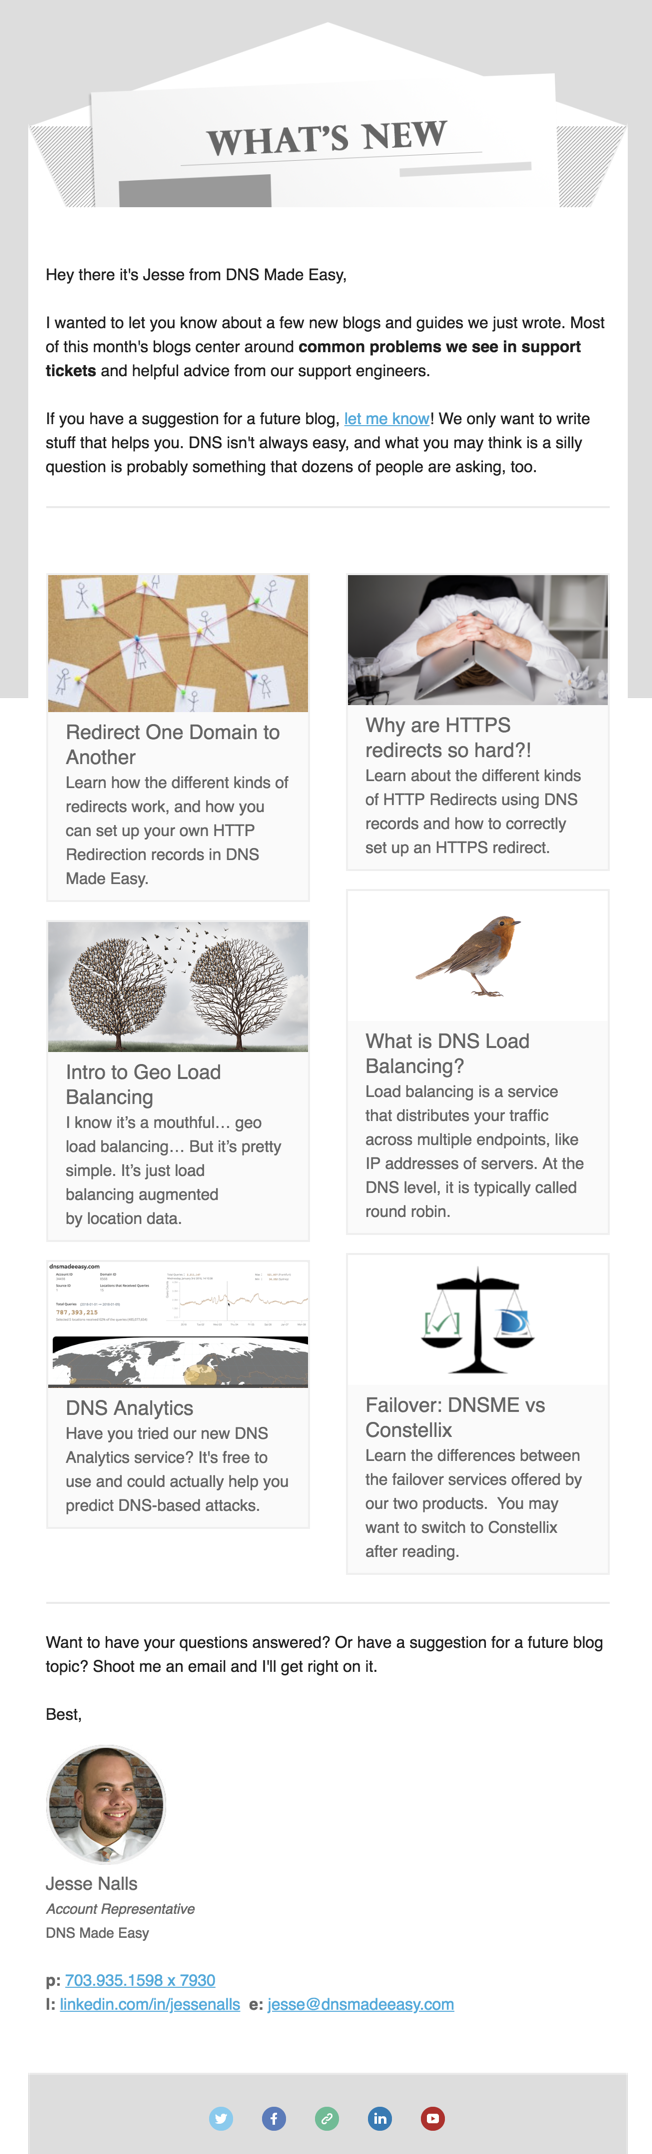 WHAT'S NEW
Hey there it's Jesse from DNS Made Easy,
I wanted to let you know about a few new blogs and guides we just wrote. Most
of this month's blogs center around common problems we see in support
tickets and helpful advice from our support engineers.
If you have a suggestion for a future blog, let me know! We only want to write
stuff that helps you. DNS isn't always easy, and what you may think is a silly
question is probably something that dozens of people are asking, too.
Redirect One Domain to
Another
Learn how the different kinds of
redirects work, and how you
can set up your own HTTP
Redirection records in DNS
Made Easy.
Why are HTTPS
redirects so hard?!
Learn about the different kinds
of HTTP Redirects using DNS
records and how to correctly
set up an HTTPS redirect.
Intro to Geo Load
Balancing
I know it’s a mouthful… geo
load balancing… But it’s pretty
simple. It’s just load
balancing augmented
by location data.
What is DNS Load
Balancing?
Load balancing is a service
that distributes your traffic
across multiple endpoints, like
IP addresses of servers. At the
DNS level, it is typically called
round robin.
dnsmadeeasy.com
Account ID
Domain ID
Source ID
Locations that Received Queries
Total Queries
787,393,215
DNS Analytics
Have you tried our new DNS
Analytics service? It's free to
use and could actually help you
predict DNS-based attacks.
Failover: DNSME vs
Constellix
Learn the differences between
the failover services offered by
our two products.  You may
want to switch to Constellix
after reading.
Want to have your questions answered? Or have a suggestion for a future blog
topic? Shoot me an email and I'll get right on it.
Best,
Jesse Nalls
Account Representative
DNS Made Easy
p: 703.935.1598 x 7930
l: linkedin.com/in/jessenalls  e: jesse@dnsmadeeasy.com